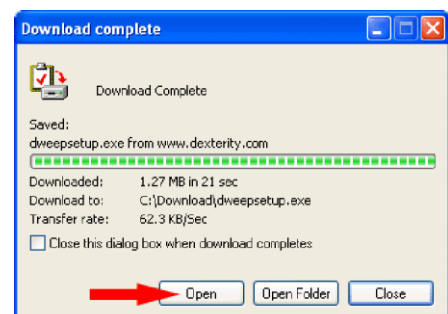 Download complete
Download Complete
Saved:
dweepsetup.exe from www.dexterity.com
Downloaded: 1.27 MB in 21 sec
Download to: C:\Download\dweepsetup.exe
Transfer rate: 62.3 KB/Sec
Close this dialog box when download completes
Open Open Folder Close